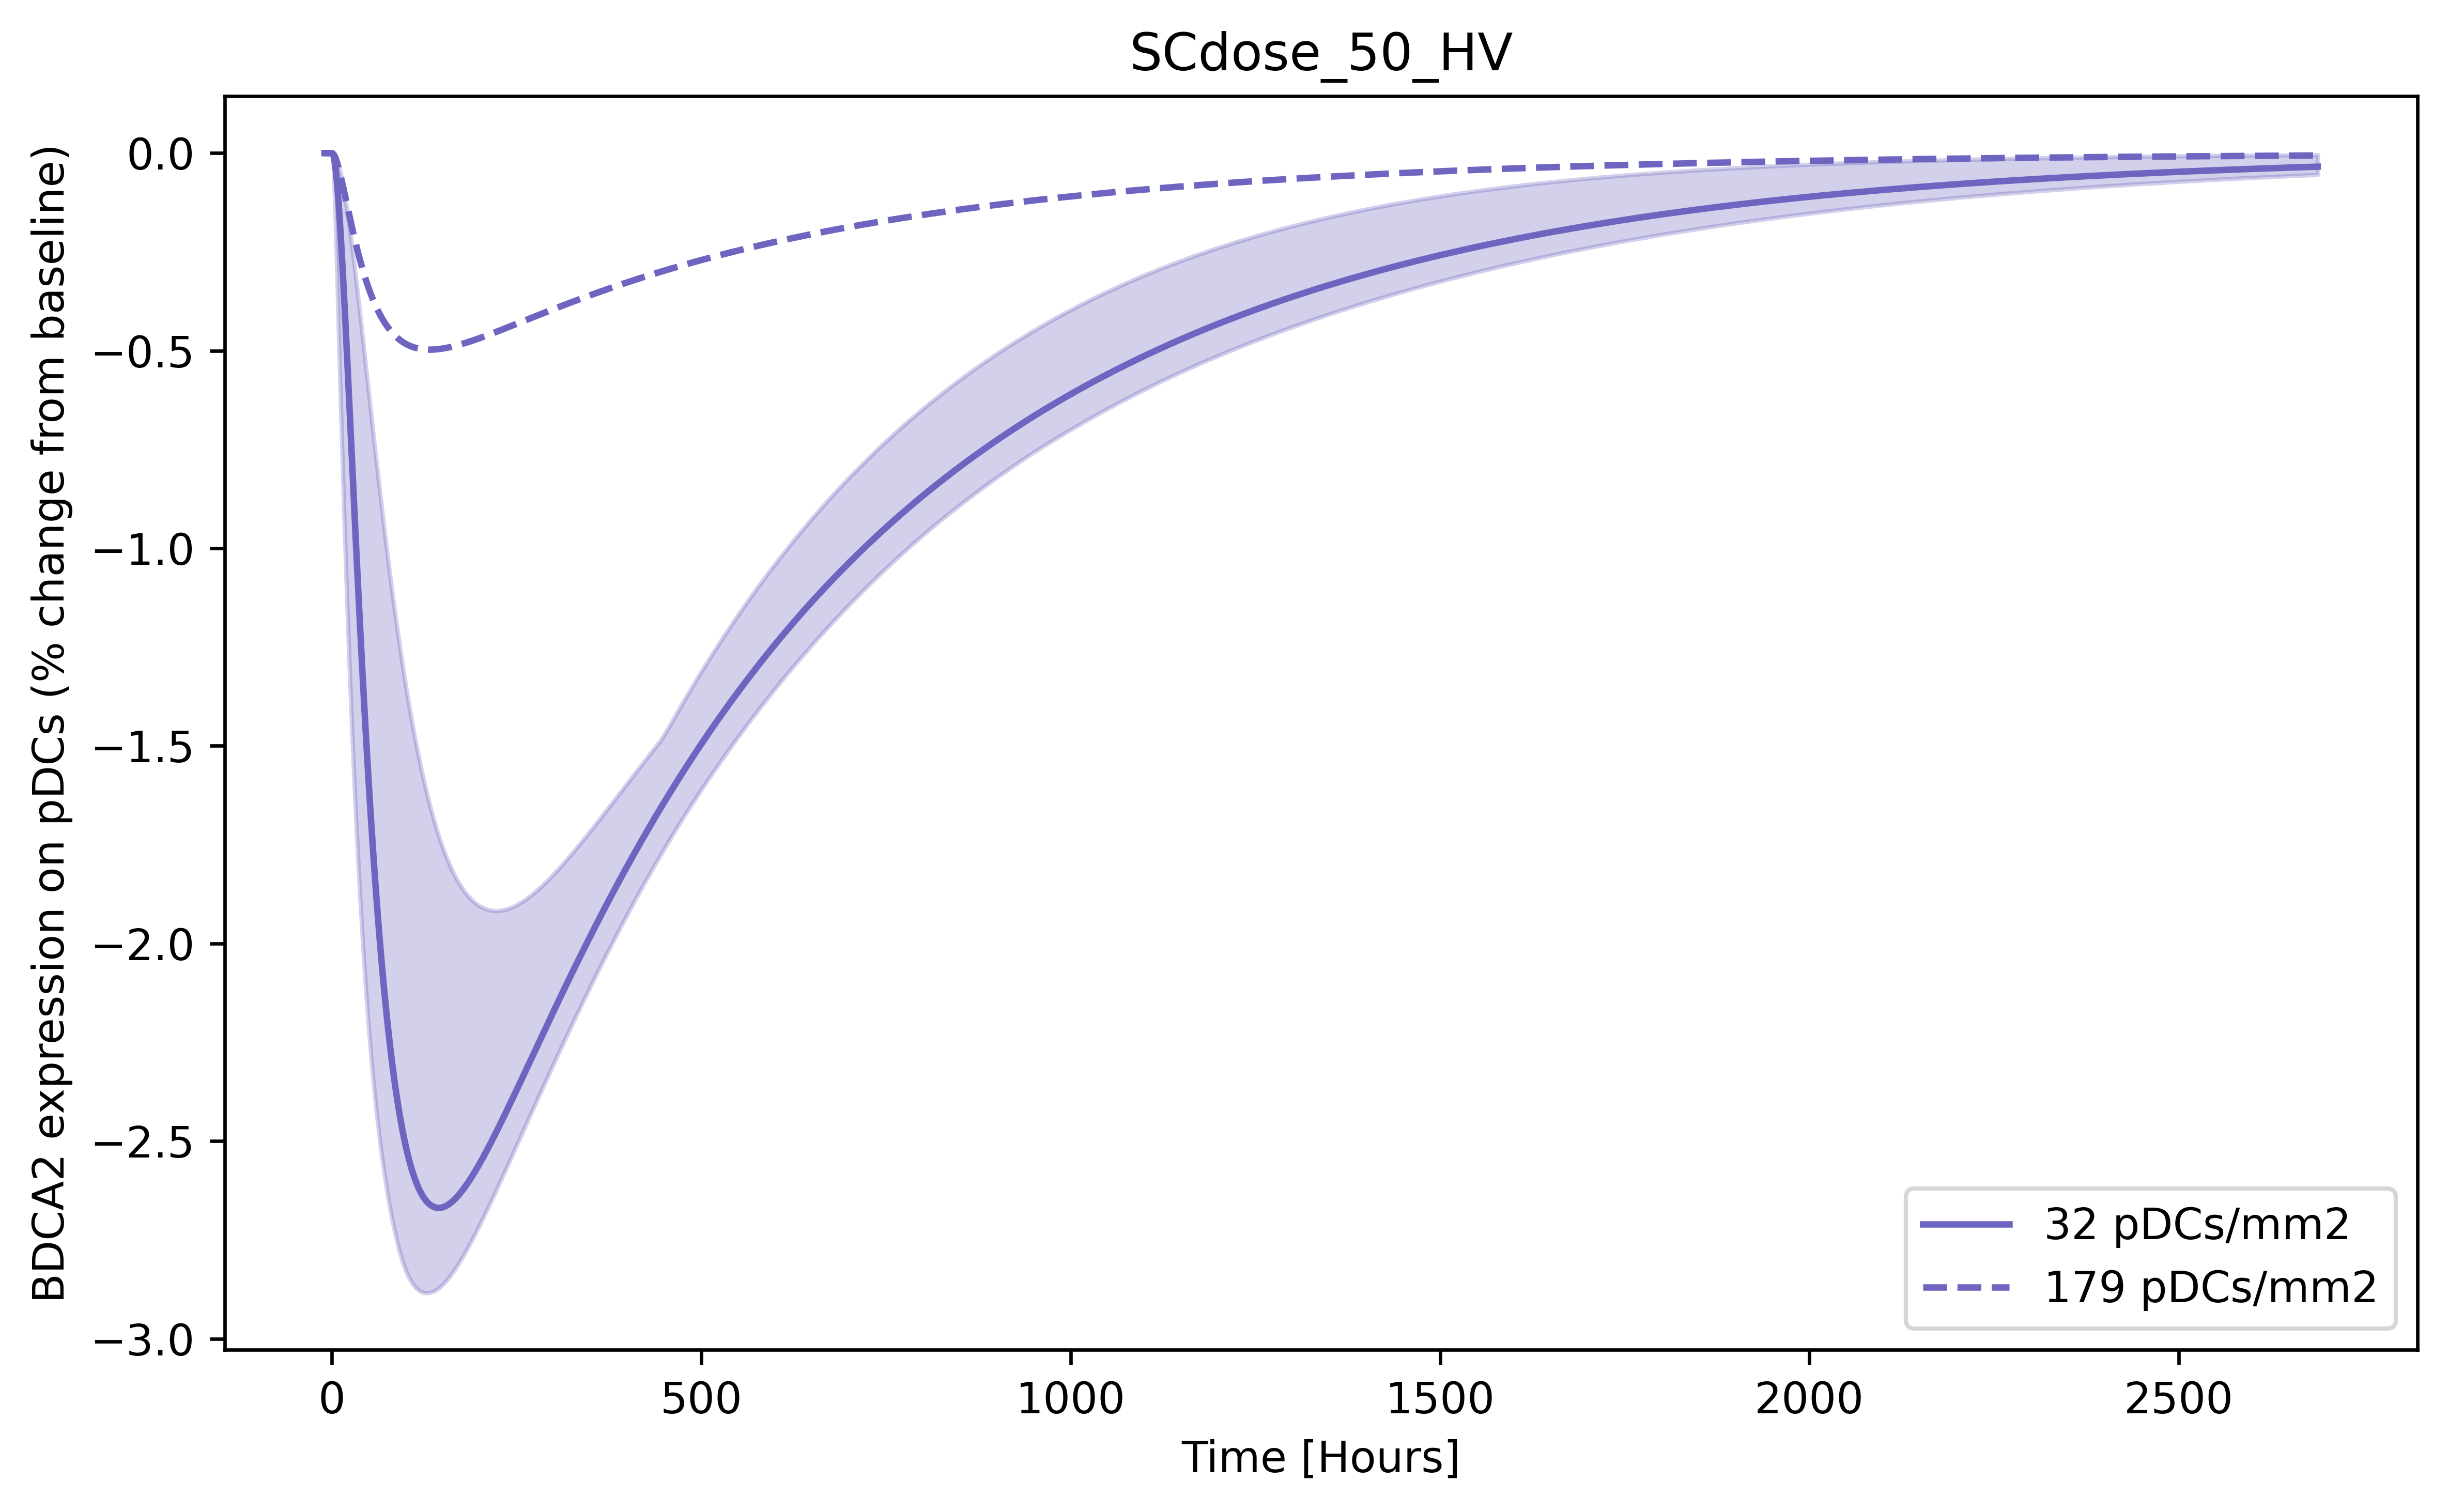 SCdose_50_HV
BDCA2 expression on pDCs (% change from baseline)
0.0
−0.5
−1.0
−1.5
−2.0
−2.5
−3.0
0
500
1000
1500
2000
2500
Time [Hours]
32 pDCs/mm2
179 pDCs/mm2